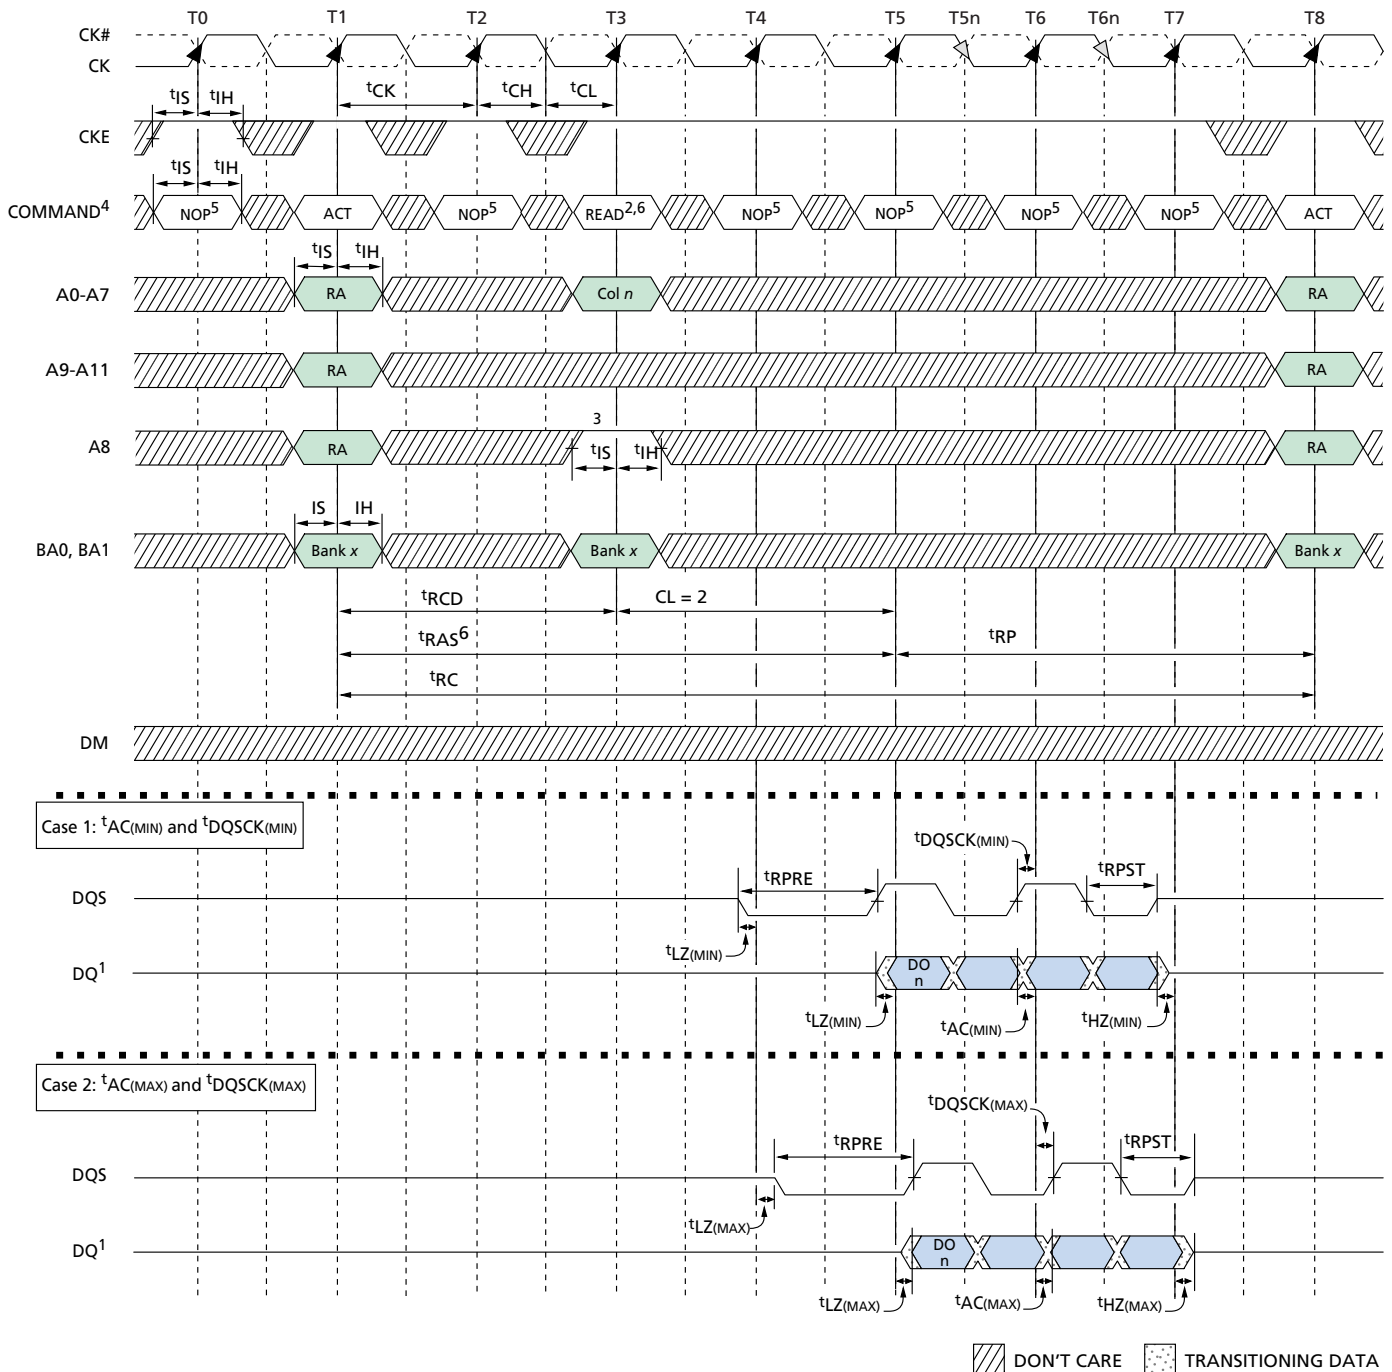 T0 T1 T2 T3 T4 T5 T5n T6 T6n T7 T8
CK#
CK
tCK tCH tCL
tIS tIH
CKE
tIS tIH
COMMAND4 NOP5 ACT NOP5 READ2,6 NOP5 NOP5 NOP5 NOP5 ACT
tIS tIH
A0-A7 RA Col n RA
A9-A11 RA RA
3
A8 RA tIS tIH RA
IS IH
BA0, BA1 Bank x Bank x Bank x
tRCD CL = 2
tRAS6 tRP
tRC
DM
Case 1: tAC(MIN) and tDQSCK(MIN)
tDQSCK(MIN)
tRPRE tRPST
DQS
tLZ(MIN)
DQ1 DO n
tLZ(MIN) tAC(MIN) tHZ(MIN)
Case 2: tAC(MAX) and tDQSCK(MAX)
tDQSCK(MAX)
tRPRE tRPST
DQS
tLZ(MAX)
DQ1 DO n
tLZ(MAX) tAC(MAX) tHZ(MAX)
DON'T CARE TRANSITIONING DATA